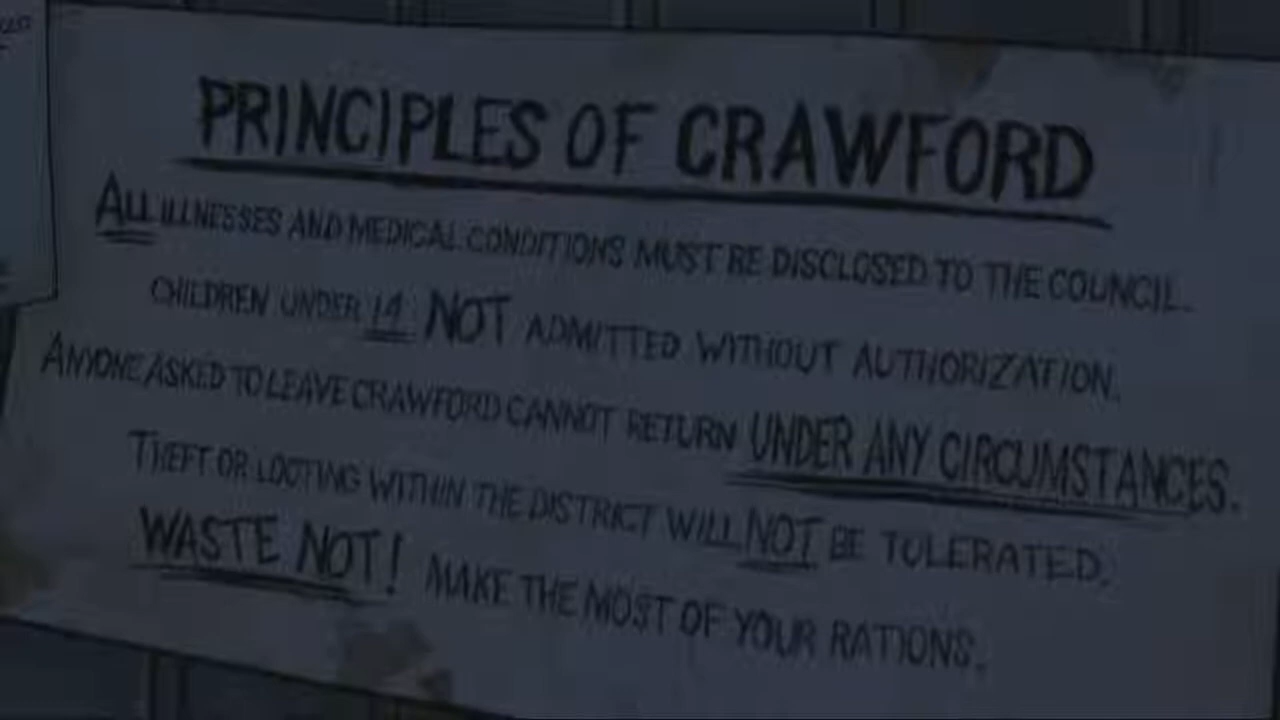 PRINCIPLES OF CRAWFORD
ALL ILLNESSES AND MEDICAL CONDITIONS MUST BE DISCLOSED TO THE COUNCIL.
CHILDREN UNDER 14 NOT ADMITTED WITHOUT AUTHORIZATION.
ANYONE ASKED TO LEAVE CRAWFORD CANNOT RETURN UNDER ANY CIRCUMSTANCES.
THEFT OR LOOTING WITHIN THE DISTRICT WILL NOT BE TOLERATED.
WASTE NOT! MAKE THE MOST OF YOUR RATIONS.